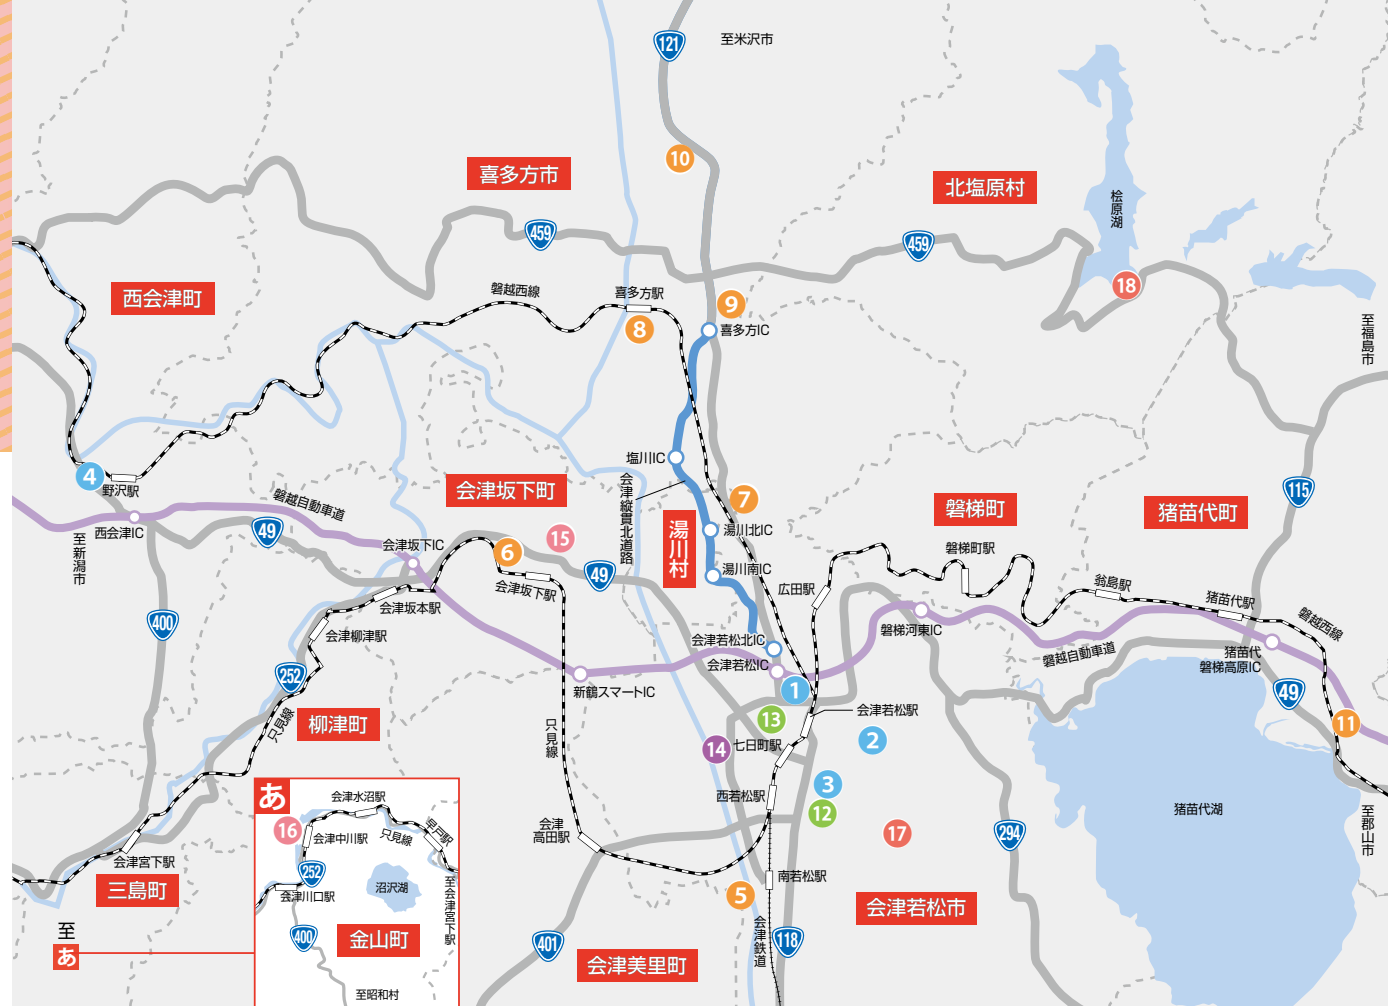 121
至米沢市
10
喜多方市
北塩原村
桧原湖
459
459
18
西会津町
磐越西線
喜多方駅
9
8
喜多方IC
至福島市
4
野沢駅
塩川IC
会津縦貫北道路
会津坂下町
7
磐梯町
猪苗代町
115
磐越自動車道
西会津IC
至新潟市
49
会津坂下IC
6
15
湯川村
湯川北IC
湯川南IC
49
会津坂下駅
磐梯町駅
広田駅
翁島駅
猪苗代駅
磐越西線
会津坂本駅
400
会津柳津駅
会津若松北IC
磐梯河東IC
磐越自動車道
猪苗代
磐梯高原IC
会津若松IC
252
新鶴スマートIC
1
49
只見線
柳津町
只見線
13
会津若松駅
11
14
七日町駅
2
あ
会津水沼駅
3
西若松駅
12
猪苗代湖
至郡山市
16
会津中川駅
只見線
早戸駅
会津
高田駅
17
294
会津宮下駅
252
沼沢湖
三島町
会津川口駅
至会津宮下駅
南若松駅
5
会津若松市
至
あ
400
金山町
401
会津鉄道
118
会津美里町
至昭和村